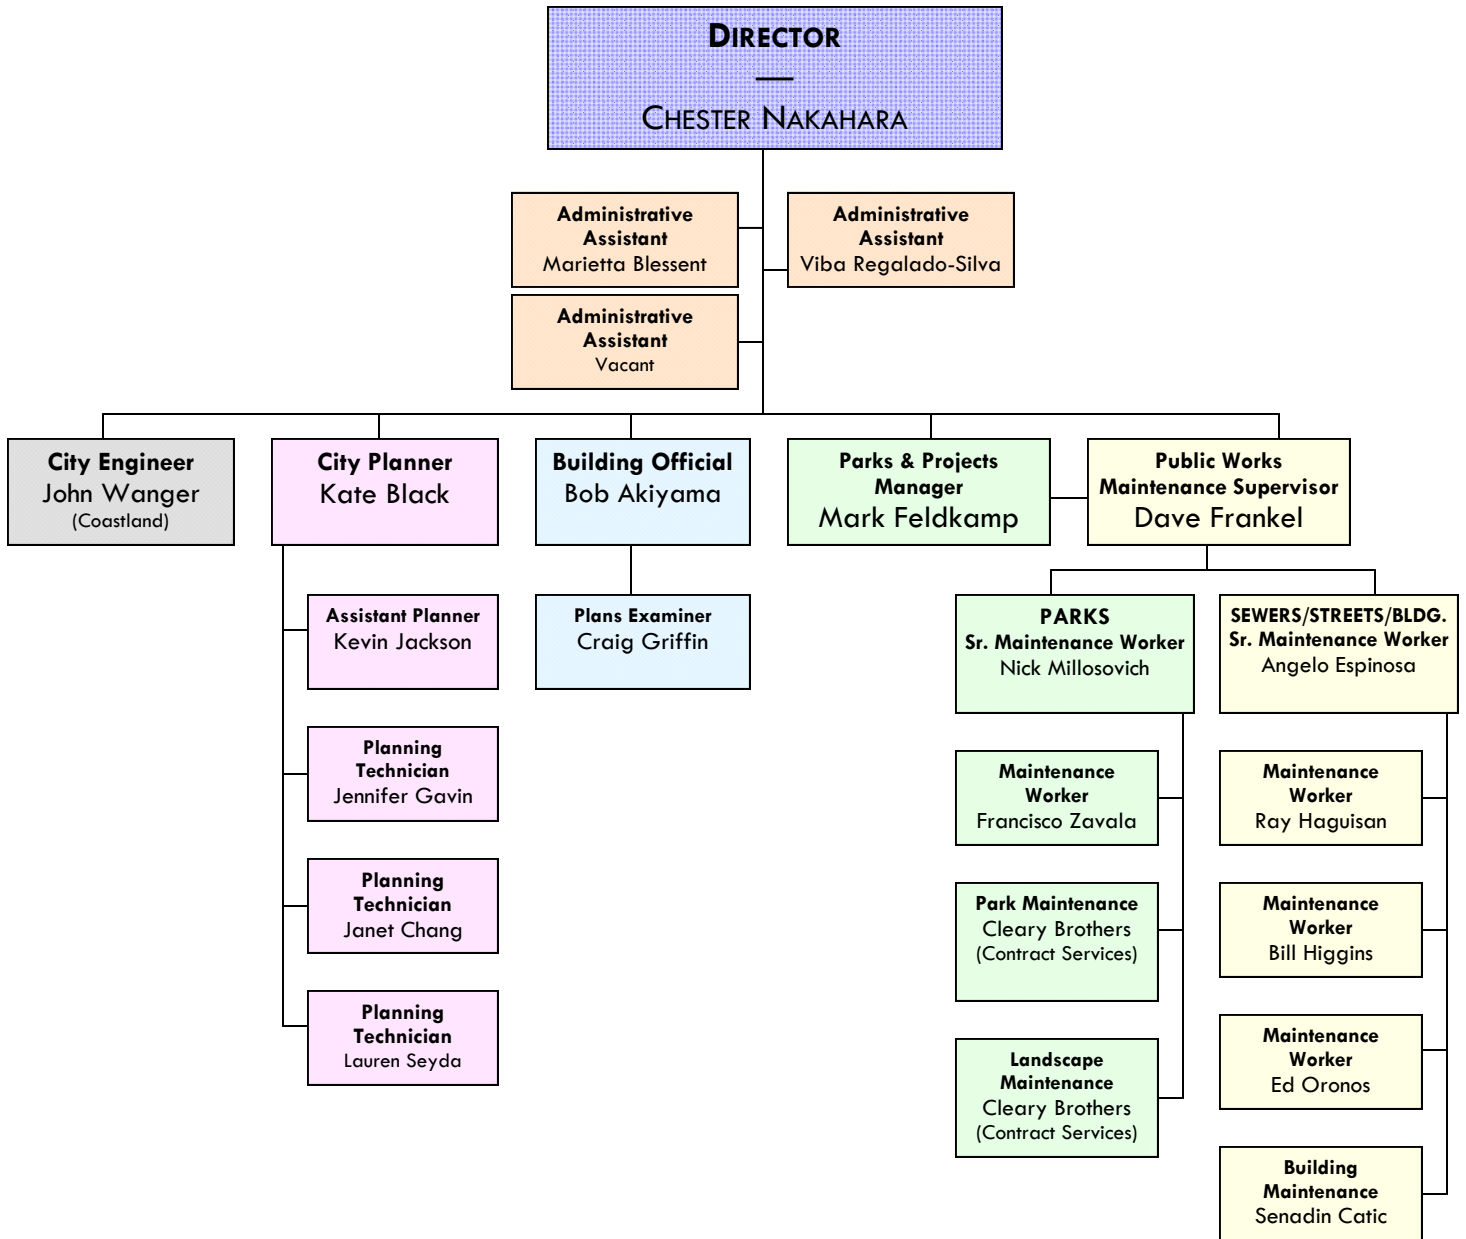 DIRECTOR
—
CHESTER NAKAHARA
Administrative
Assistant
Marietta Blessent
Administrative
Assistant
Viba Regalado-Silva
Administrative
Assistant
Vacant
City Engineer
John Wanger
(Coastland)
City Planner
Kate Black
Building Official
Bob Akiyama
Parks & Projects
Manager
Mark Feldkamp
Public Works
Maintenance Supervisor
Dave Frankel
Assistant Planner
Kevin Jackson
Planning
Technician
Jennifer Gavin
Planning
Technician
Janet Chang
Planning
Technician
Lauren Seyda
Plans Examiner
Craig Griffin
PARKS
Sr. Maintenance Worker
Nick Millosovich
Maintenance
Worker
Francisco Zavala
Park Maintenance
Cleary Brothers
(Contract Services)
Landscape
Maintenance
Cleary Brothers
(Contract Services)
SEWERS/STREETS/BLDG.
Sr. Maintenance Worker
Angelo Espinosa
Maintenance
Worker
Ray Haguisan
Maintenance
Worker
Bill Higgins
Maintenance
Worker
Ed Oronos
Building
Maintenance
Senadin Catic